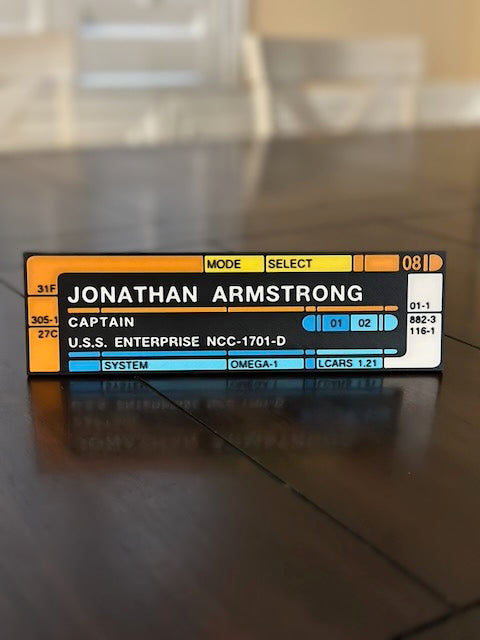 MODE SELECT 08
31F
JONATHAN ARMSTRONG
01-1
305-1 CAPTAIN 01 02 882-3
27C 116-1
U.S.S. ENTERPRISE NCC-1701-D
SYSTEM OMEGA-1 LCARS 1.21